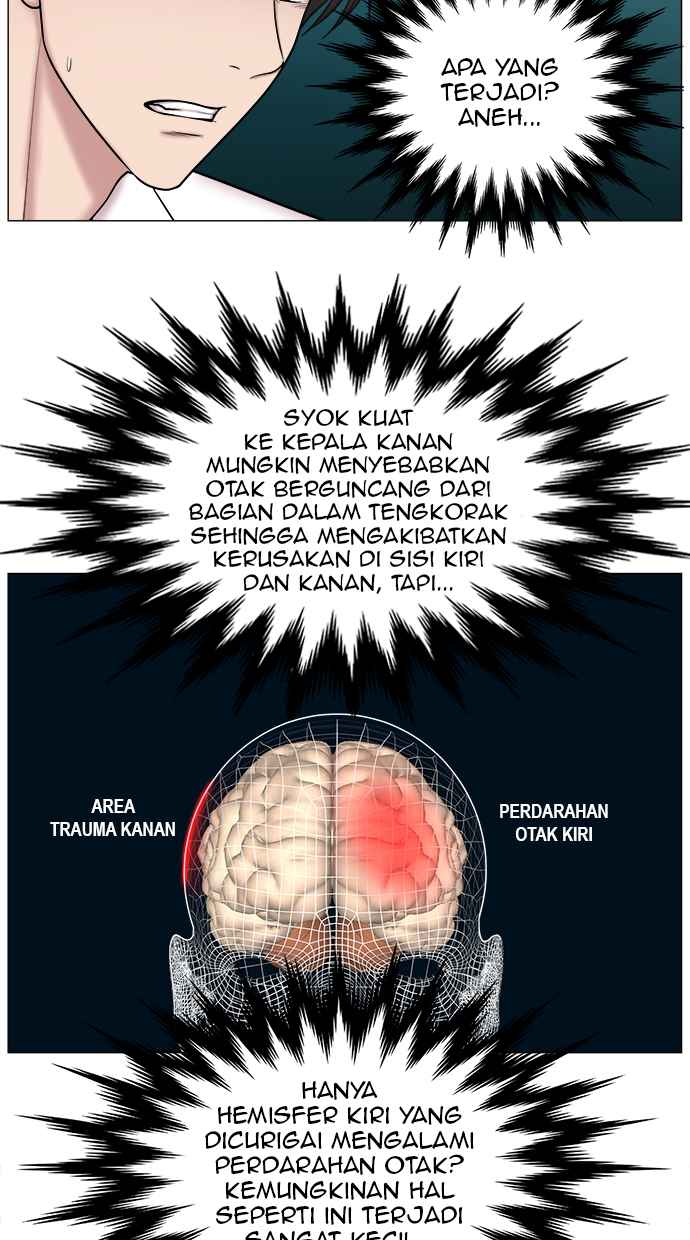 APA YANG
TERJADI?
ANEH...
SYOK KUAT
KE KEPALA KANAN
MUNGKIN MENYEBABKAN
OTAK BERGUNCANG DARI
BAGIAN DALAM TENGKORAK
SEHINGGA MENGAKIBATKAN
KERUSAKAN DI SISI KIRI
DAN KANAN, TAPI...
AREA
TRAUMA KANAN
PERDARAHAN
OTAK KIRI
HANYA
HEMISFER KIRI YANG
DICURIGAI MENGALAMI
PERDARAHAN OTAK?
KEMUNGKINAN HAL
SEPERTI INI TERJADI
SANGAT KECIL